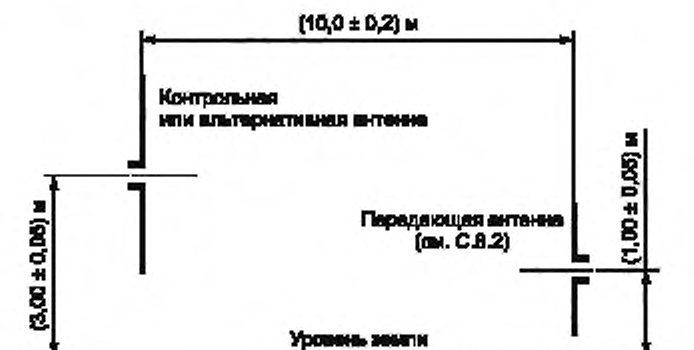 (10,0 ± 0,2) м
Контрольная
или альтернативная антенна
Передающая антенна
(см. С.8.2)
(1,00 ± 0,05) м
(3,00 ± 0,05) м
Уровень земли